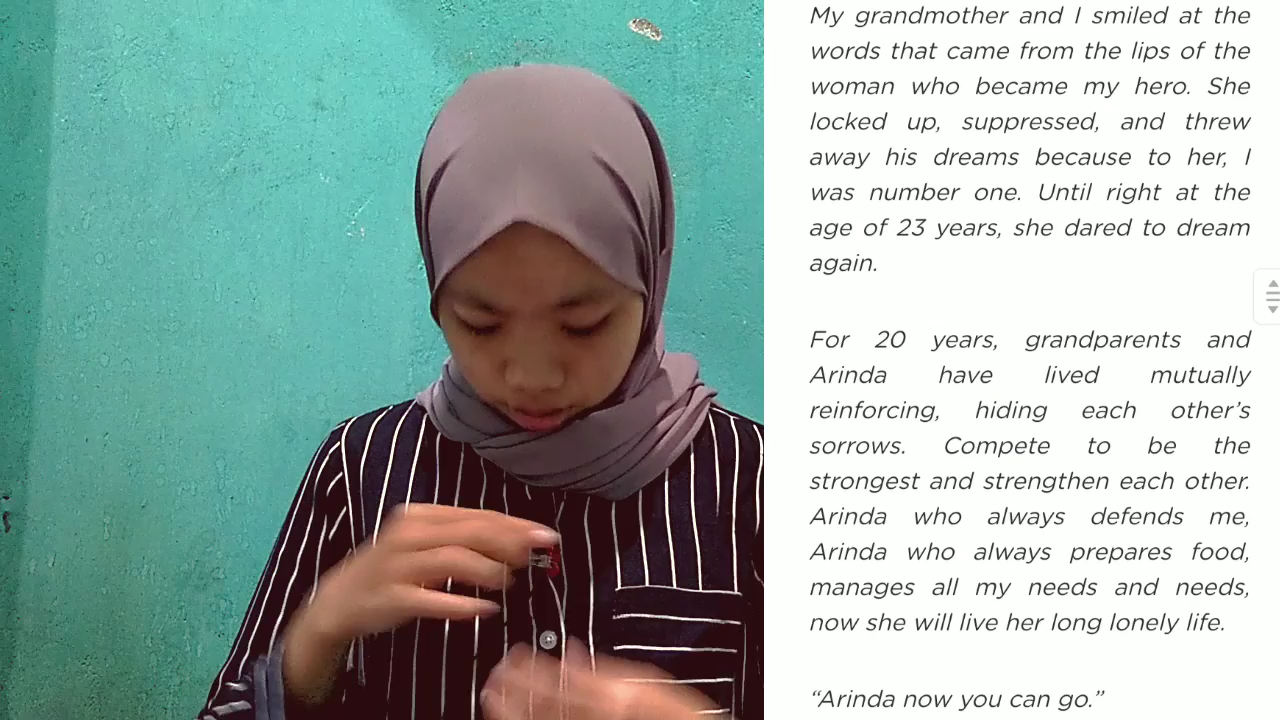 My grandmother and I smiled at the
words that came from the lips of the
woman who became my hero. She
locked up, suppressed, and threw
away his dreams because to her, I
was number one. Until right at the
age of 23 years, she dared to dream
again.
For 20 years, grandparents and
Arinda have lived mutually
reinforcing, hiding each other’s
sorrows. Compete to be the
strongest and strengthen each other.
Arinda who always defends me,
Arinda who always prepares food,
manages all my needs and needs,
now she will live her long lonely life.
“Arinda now you can go.”